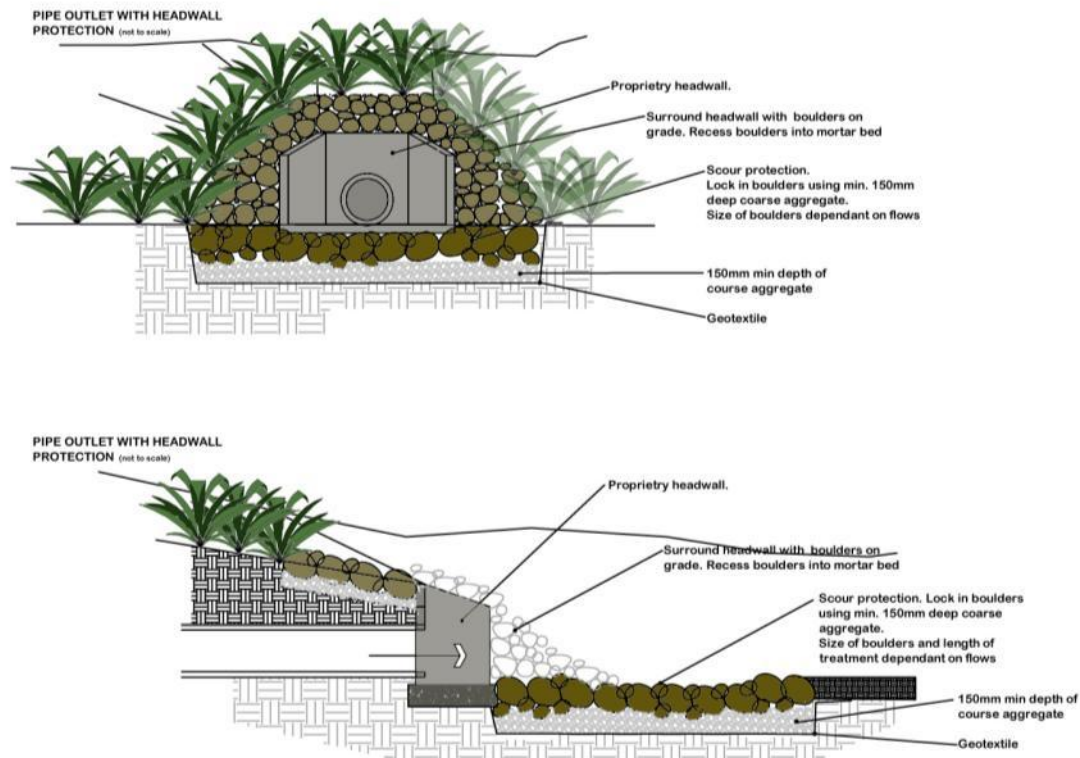 PIPE OUTLET WITH HEADWALL
PROTECTION (not to scale)
Proprietry headwall.
Surround headwall with boulders on
grade. Recess boulders into mortar bed
Scour protection.
Lock in boulders using min. 150mm
deep coarse aggregate.
Size of boulders dependant on flows
150mm min depth of
course aggregate
Geotextile
PIPE OUTLET WITH HEADWALL
PROTECTION (not to scale)
Proprietry headwall.
Surround headwall with boulders on
grade. Recess boulders into mortar bed
Scour protection. Lock in boulders
using min. 150mm deep coarse
aggregate.
Size of boulders and length of
treatment dependant on flows
150mm min depth of
course aggregate
Geotextile